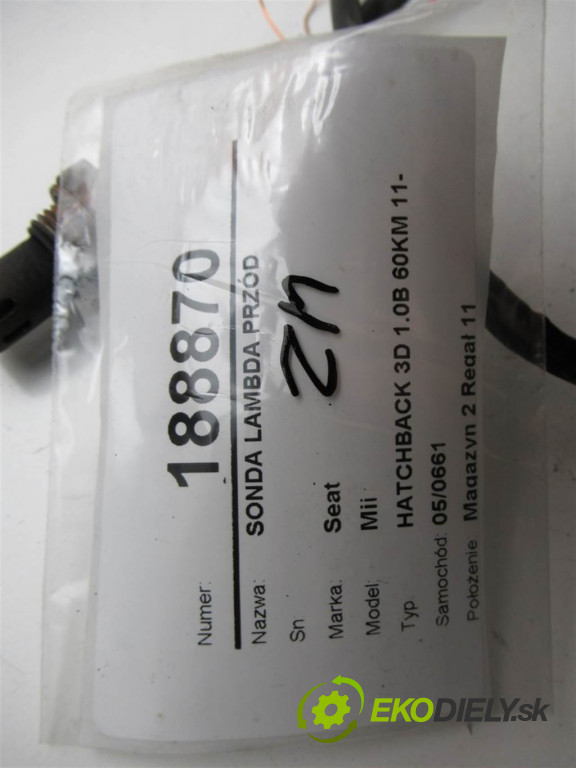 Numer: 188870
Nazwa: SONDA LAMBDA PRZÓD
Sn
Marka: Seat
Model: Mii
Typ HATCHBACK 3D 1.0B 60KM 11-
Samochód: 05/0661
Położenie Magazyn 2 Regał 11
EKODIELY.sk